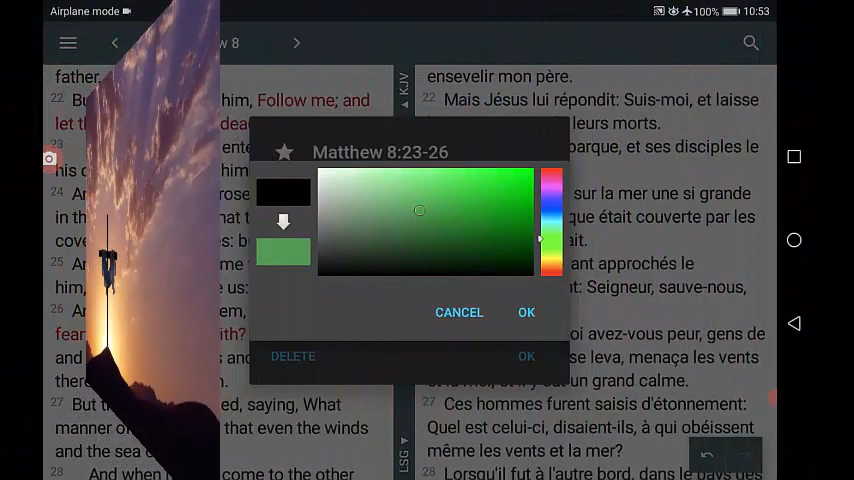 Airplane mode
100% 10:53
w 8
father,
22 Bu him, Follow me; and
let th dead
23 ente
his d
24 An rose
in the hat t
cove s: b
25 An me
him, us:
26 em,
fear ith?
and and
there
27 But th ed, saying, What
manner o that even the winds
and the sea
28 And when come to the other
KJV
LSG
ensevelir mon père.
22 Mais Jésus lui répondit: Suis-moi, et laisse
leurs morts.
barque, et ses disciples le
sur la mer une si grande
que était couverte par les
ait.
ant approchés le
nt: Seigneur, sauve-nous,
oi avez-vous peur, gens de
se leva, menaça les vents
un grand calme.
27 Ces hommes furent saisis d'étonnement:
Quel est celui-ci, disaient-ils, à qui obéissent
même les vents et la mer?
28 Lorsqu'il fut à l'autre bord, dans le pays des
Matthew 8:23-26
CANCEL OK
DELETE OK